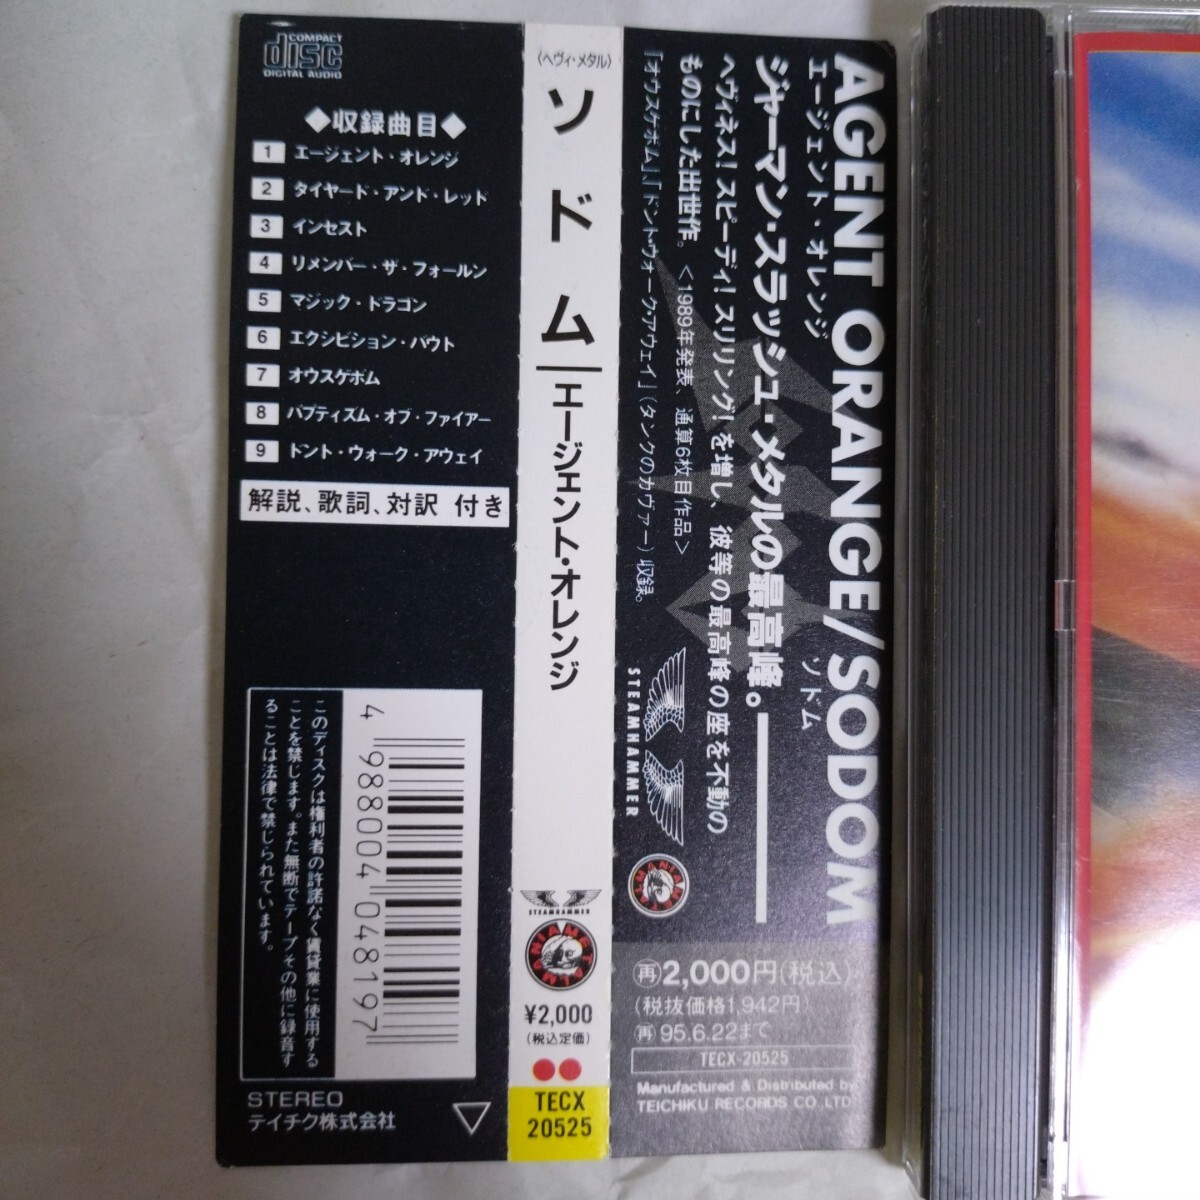 COMPACT
disc
DIGITAL AUDIO
◆収録曲目◆
1 エージェント・オレンジ
2 タイヤード・アンド・レッド
3 インセスト
4 リメンバー・ザ・フォールン
5 マジック・ドラゴン
6 エクシビション・バウト
7 オウスゲボム
8 バプティズム・オブ・ファイアー
9 ドント・ウォーク・アウェイ
解説、歌詞、対訳 付き
このディスクは権利者の許諾なく賃貸業に使用する
ことを禁じます。また無断でテープその他に録音す
ることは法律で禁じられています。
4 988004 048197
STEREO
テイチク株式会社
〈ヘヴィ・メタル〉
ソドム
エージェント・オレンジ
STEAMHAMMER
METALMANIA
¥2,000
(税込定価)
TECX
20525
AGENT ORANGE/SODOM
エージェント・オレンジ
ソドム
ジャーマン・スラッシュ・メタルの最高峰。
ヘヴィネス! スピーディ! スリリング! を増し、彼等の最高峰の座を不動の
ものにした出世作。 <1989年発表、通算6枚目作品>
「オウスゲボム」、「ドント・ウォーク・アウェイ」(タンクのカヴァー)収録。
STEAMHAMMER
METALMANIA
再2,000円(税込)
(税抜価格1,942円)
再95.6.22まで
TECX-20525
Manufactured & Distributed by
TEICHIKU RECORDS CO.,LTD.